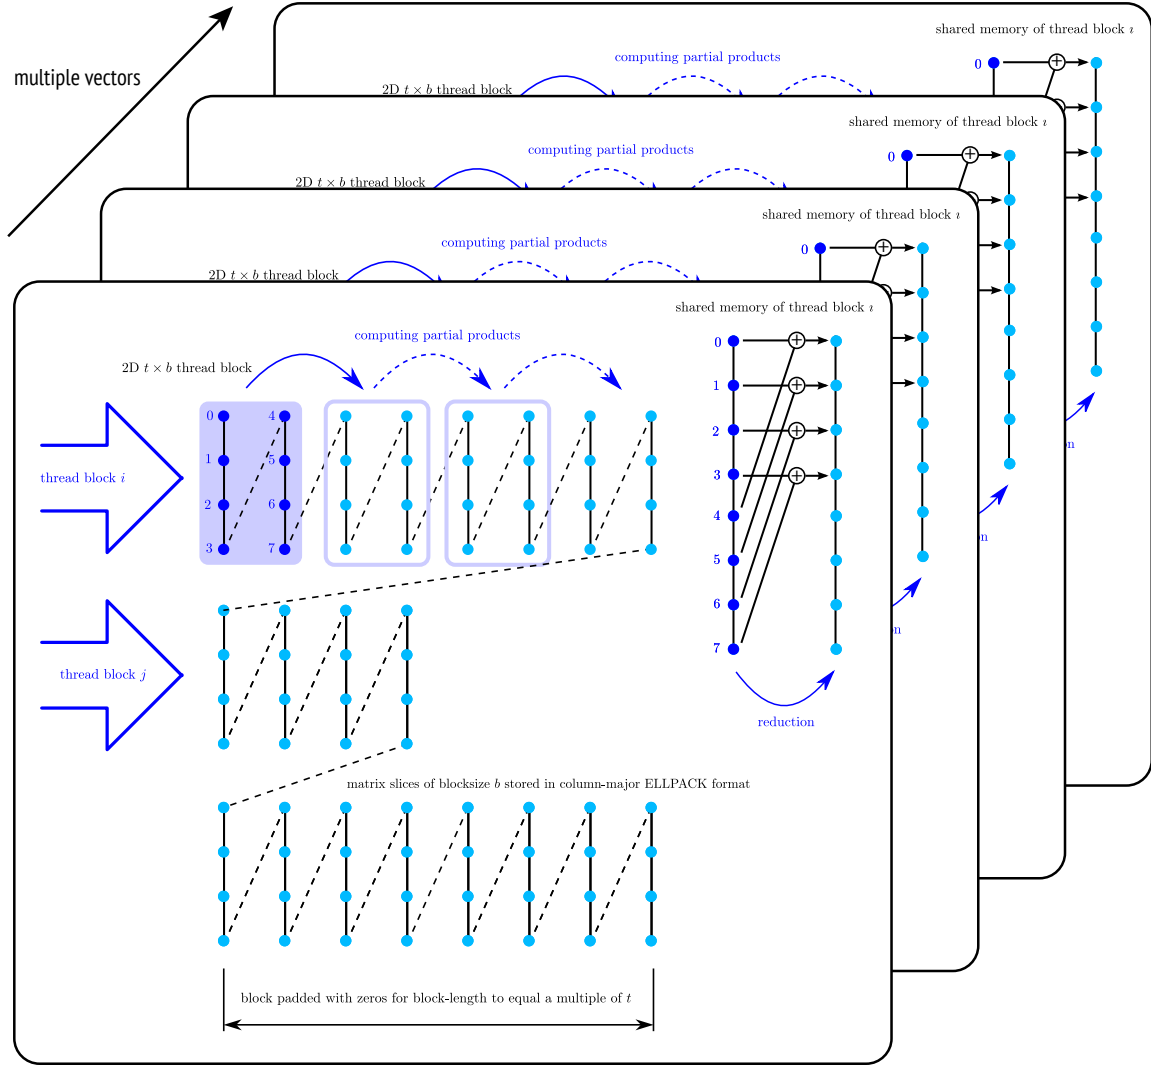 shared memory of thread block ı
multiple vectors
computing partial products
0
2D t × b thread block
shared memory of thread block ı
computing partial products
0
2D t × b thread block
shared memory of thread block ı
computing partial products
0
2D t × b thread block
shared memory of thread block ı
computing partial products
2D t × b thread block
0
1
2
3
4
5
6
7
thread block i
0
1
2
3
4
5
6
7
thread block j
reduction
on
on
on
matrix slices of blocksize b stored in column-major ELLPACK format
block padded with zeros for block-length to equal a multiple of t